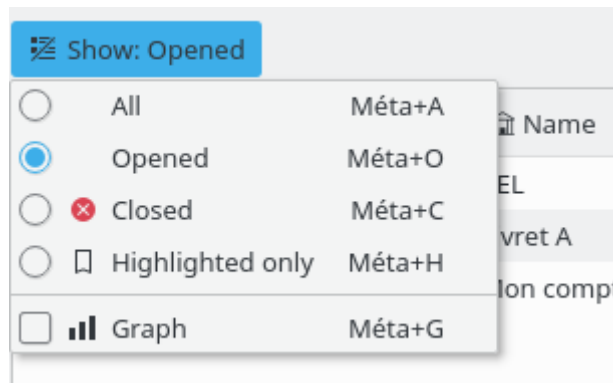 Show: Opened
All Méta+A
Name
Opened Méta+O
EL
Closed Méta+C
vret A
Highlighted only Méta+H
lon comp
Graph Méta+G